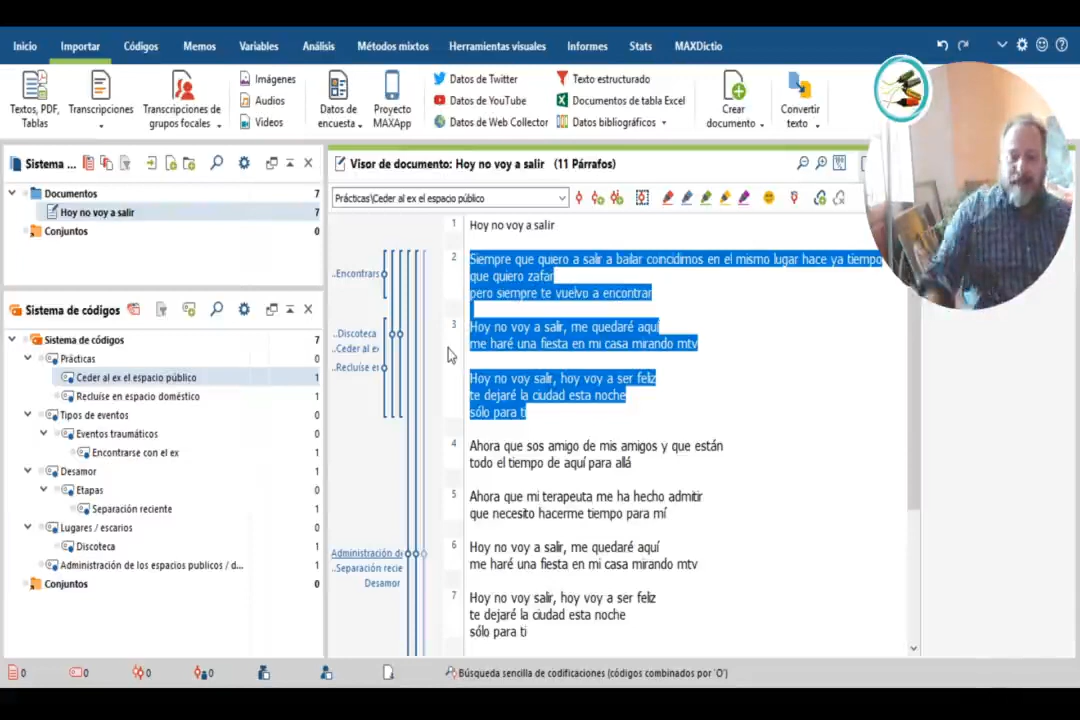 Inicio Importar Códigos Memos Variables Análisis Métodos mixtos Herramientas visuales Informes Stats MAXDictio
Textos, PDF, Tablas
Transcripciones
Transcripciones de grupos focales
Imágenes
Audios
Videos
Datos de encuesta
Proyecto MAXApp
Datos de Twitter
Datos de YouTube
Datos de Web Collector
Texto estructurado
Documentos de tabla Excel
Datos bibliográficos
Crear documento
Convertir texto
Sistema ...
Documentos 7
Hoy no voy a salir 7
Conjuntos 0
Sistema de códigos
Sistema de códigos 7
Prácticas 0
Ceder al ex el espacio público 1
Recluíse en espacio doméstico 1
Tipos de eventos 0
Eventos traumáticos 0
Encontrarse con el ex 1
Desamor 1
Etapas 0
Separación reciente 1
Lugares / escarios 0
Discoteca 1
Administración de los espacios publicos / d... 1
Conjuntos 0
Visor de documento: Hoy no voy a salir (11 Párrafos)
Prácticas\Ceder al ex el espacio público
1 Hoy no voy a salir
2 Siempre que quiero a salir a bailar concidimos en el mismo lugar hace ya tiempo
..Encontrars
que quiero zafar
pero siempre te vuelvo a encontrar
3 Hoy no voy a salir, me quedaré aquí
..Discoteca
me haré una fiesta en mi casa mirando mtv
..Ceder al ex
..Recluíse en
Hoy no voy salir, hoy voy a ser feliz
te dejaré la ciudad esta noche
sólo para ti
4 Ahora que sos amigo de mis amigos y que están
todo el tiempo de aquí para allá
5 Ahora que mi terapeuta me ha hecho admitir
que necesito hacerme tiempo para mí
6 Hoy no voy a salir, me quedaré aquí
Administración de
me haré una fiesta en mi casa mirando mtv
..Separación recie
Desamor
7 Hoy no voy salir, hoy voy a ser feliz
te dejaré la ciudad esta noche
sólo para ti
0 0 0 0
Búsqueda sencilla de codificaciones (códigos combinados por 'O')